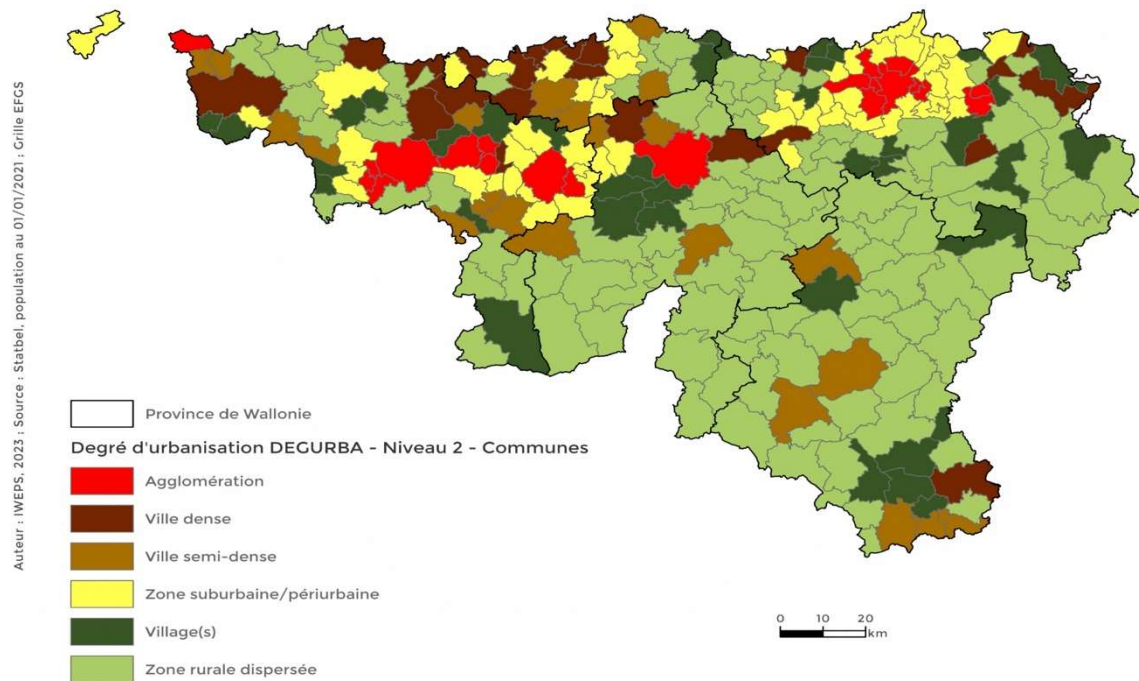 Auteur : IWEPS, 2023 ; Source : Statbel, population au 01/01/2021 ; Grille EFGS
Province de Wallonie
Degré d'urbanisation DEGURBA - Niveau 2 - Communes
Agglomération
Ville dense
Ville semi-dense
Zone suburbaine/périurbaine
Village(s)
Zone rurale dispersée
0 10 20
km